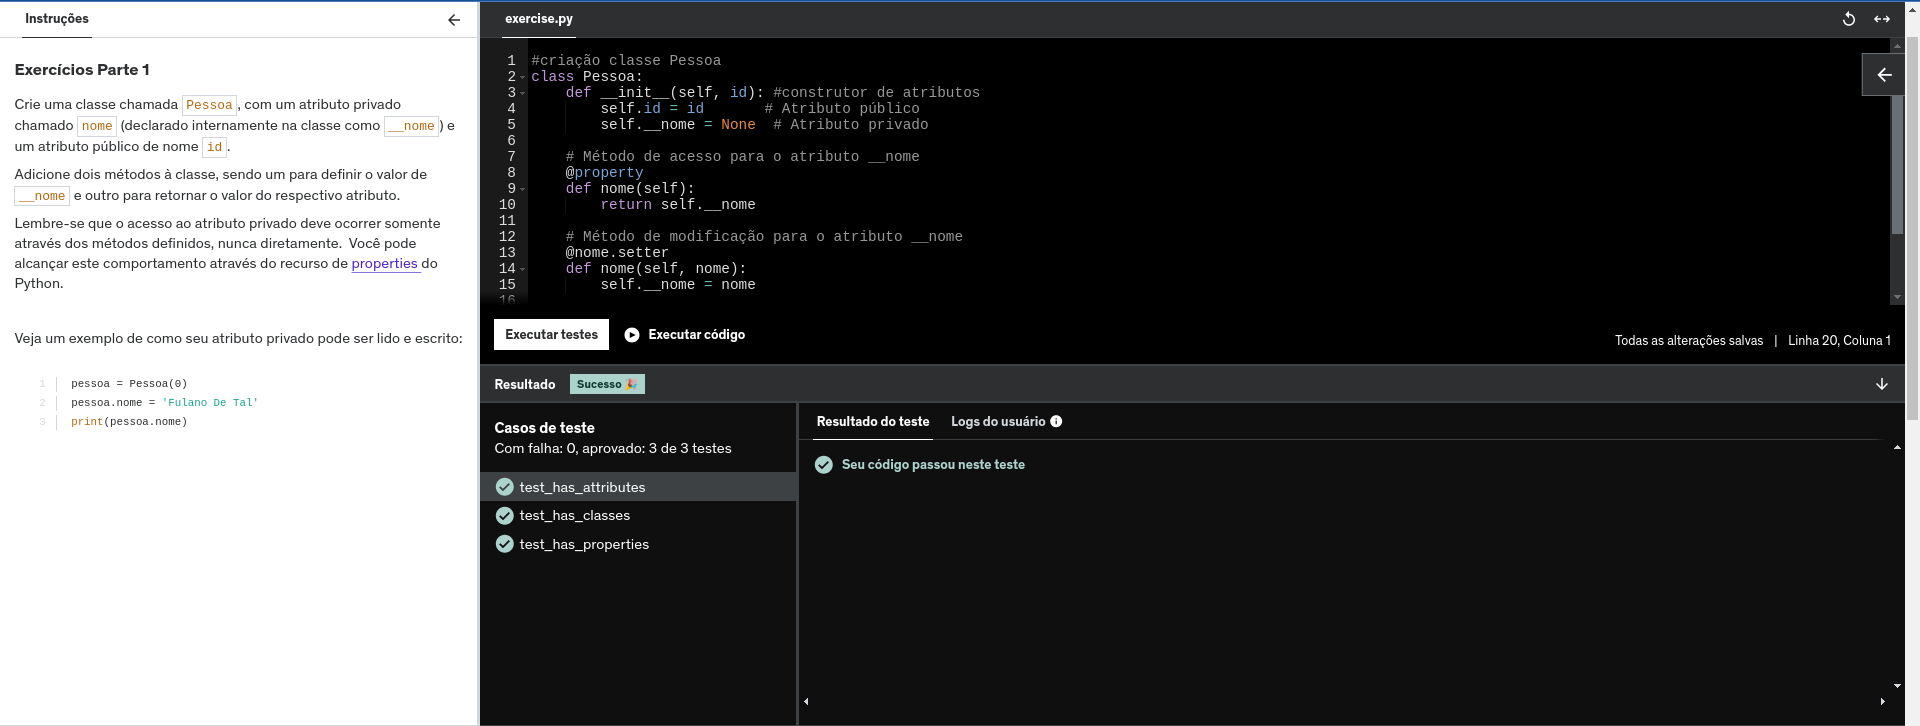 Instruções
Exercícios Parte 1
Crie uma classe chamada Pessoa, com um atributo privado
chamado nome (declarado internamente na classe como __nome) e
um atributo público de nome id.
Adicione dois métodos à classe, sendo um para definir o valor de
__nome e outro para retornar o valor do respectivo atributo.
Lembre-se que o acesso ao atributo privado deve ocorrer somente
através dos métodos definidos, nunca diretamente. Você pode
alcançar este comportamento através do recurso de properties do
Python.
Veja um exemplo de como seu atributo privado pode ser lido e escrito:
1 pessoa = Pessoa(0)
2 pessoa.nome = 'Fulano De Tal'
3 print(pessoa.nome)
exercise.py
1 #criação classe Pessoa
2 class Pessoa:
3     def __init__(self, id): #construtor de atributos
4         self.id = id       # Atributo público
5         self.__nome = None  # Atributo privado
6
7     # Método de acesso para o atributo __nome
8     @property
9     def nome(self):
10         return self.__nome
11
12     # Método de modificação para o atributo __nome
13     @nome.setter
14     def nome(self, nome):
15         self.__nome = nome
16
Executar testes
Executar código
Todas as alterações salvas | Linha 20, Coluna 1
Resultado
Sucesso 🎉
Casos de teste
Com falha: 0, aprovado: 3 de 3 testes
test_has_attributes
test_has_classes
test_has_properties
Resultado do teste
Logs do usuário
Seu código passou neste teste